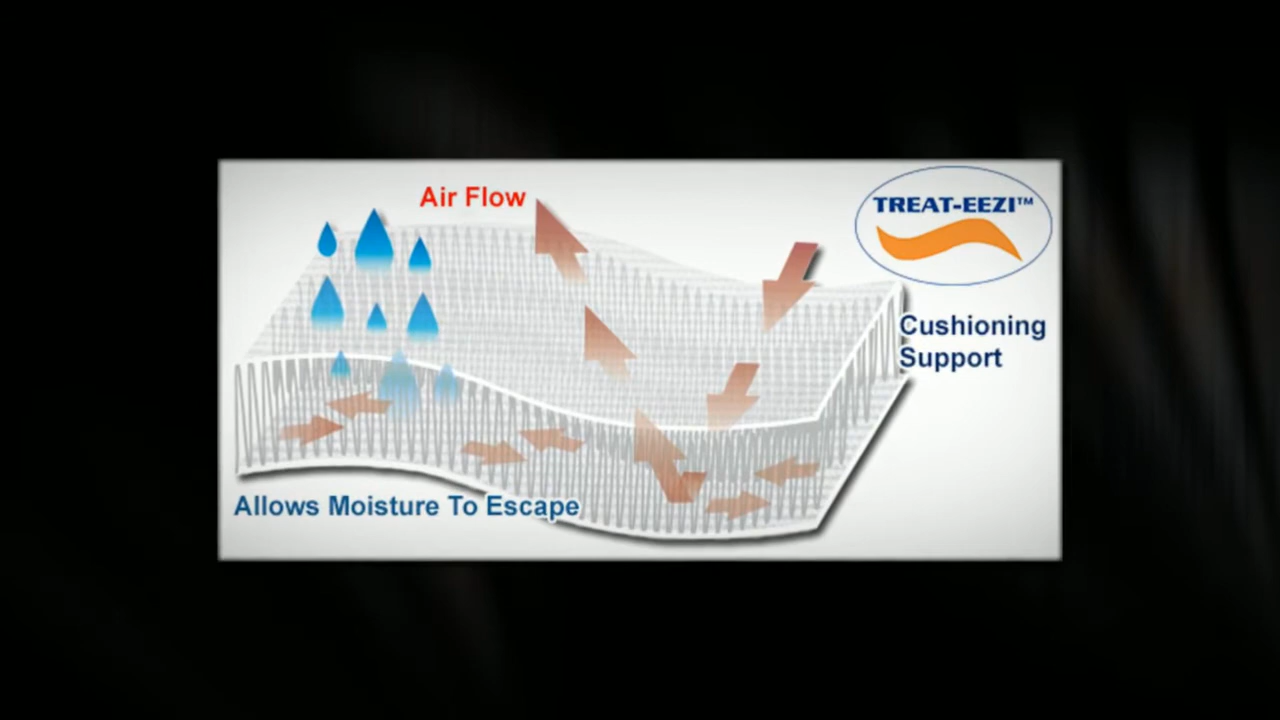 Air Flow
TREAT-EEZI™
Cushioning
Support
Allows Moisture To Escape